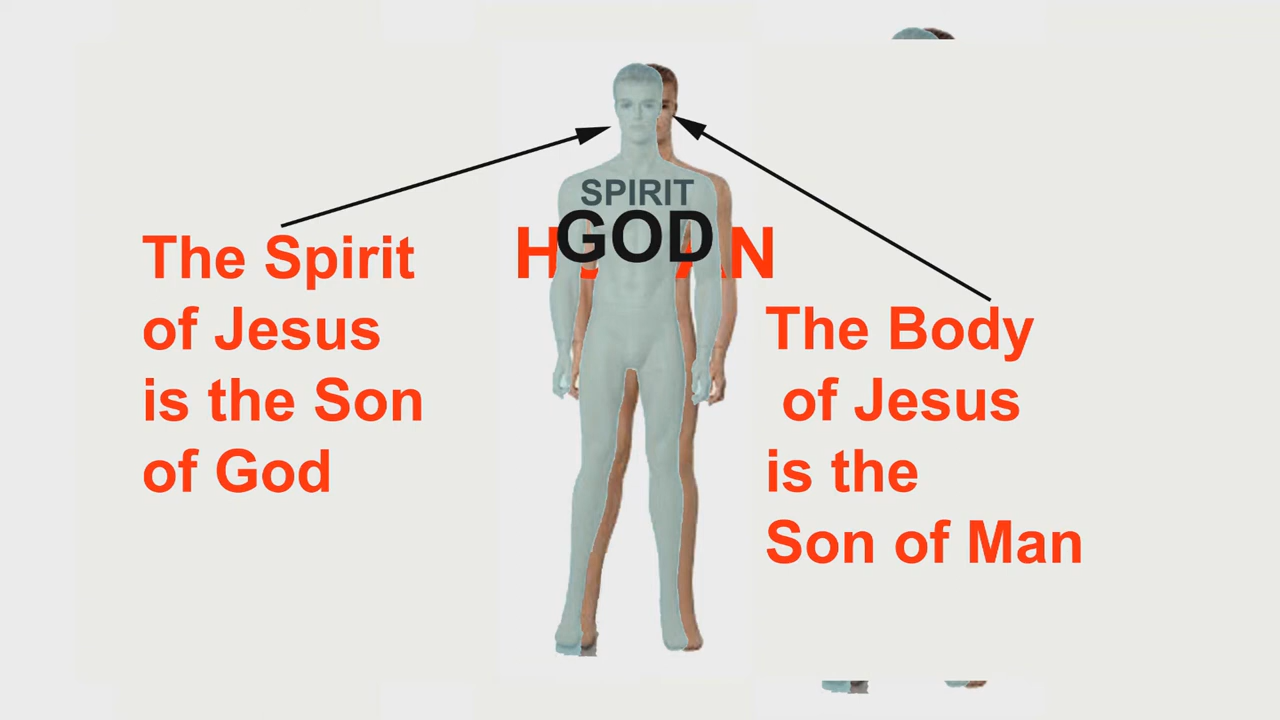 SPIRIT
GOD
The Spirit
of Jesus
is the Son
of God
The Body
of Jesus
is the
Son of Man